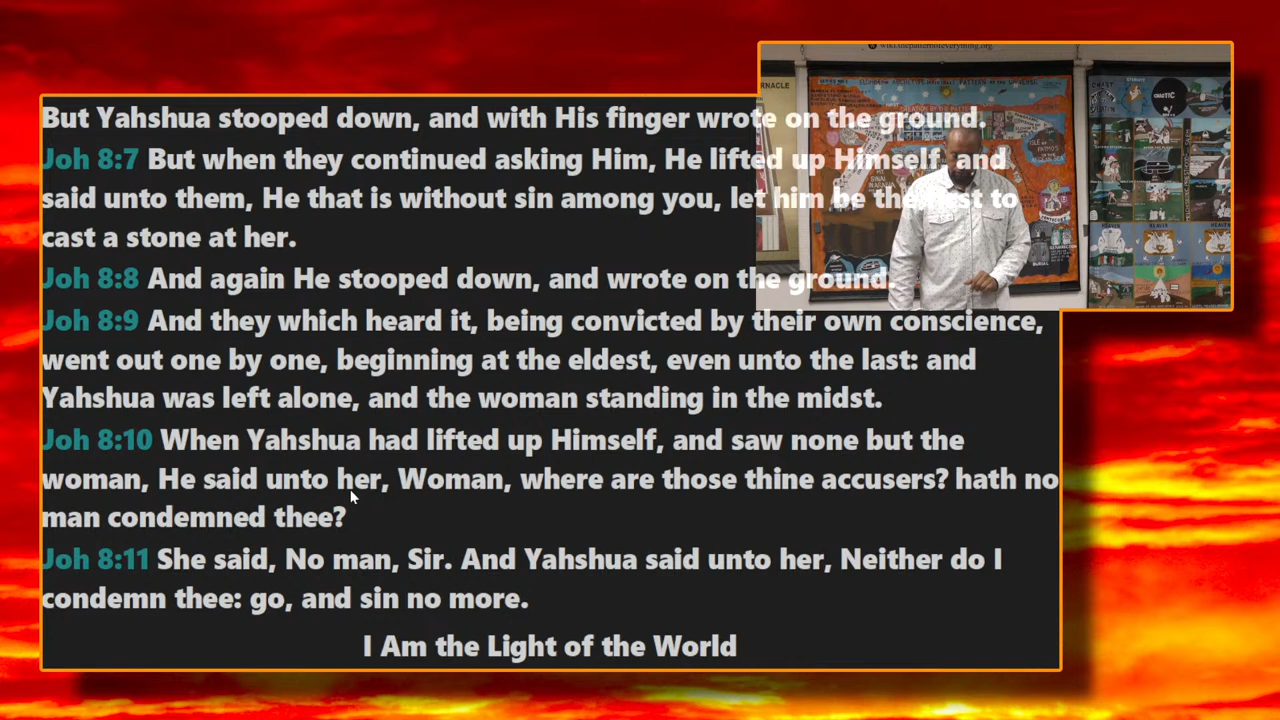 wiki.thepatternofeverything.org.
But Yahshua stooped down, and with His finger wrote on the ground.
Joh 8:7 But when they continued asking Him, He lifted up Himself, and
said unto them, He that is without sin among you, let him be the first to
cast a stone at her.
Joh 8:8 And again He stooped down, and wrote on the ground.
Joh 8:9 And they which heard it, being convicted by their own conscience,
went out one by one, beginning at the eldest, even unto the last: and
Yahshua was left alone, and the woman standing in the midst.
Joh 8:10 When Yahshua had lifted up Himself, and saw none but the
woman, He said unto her, Woman, where are those thine accusers? hath no
man condemned thee?
Joh 8:11 She said, No man, Sir. And Yahshua said unto her, Neither do I
condemn thee: go, and sin no more.
I Am the Light of the World